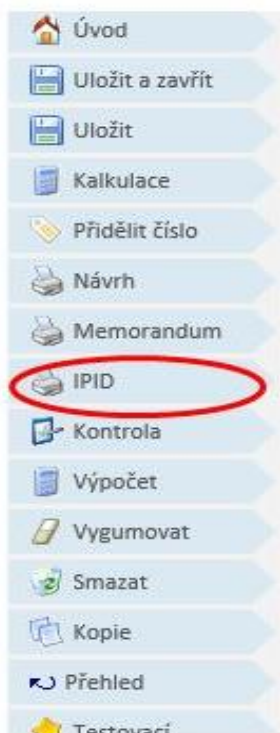 Úvod
Uložit a zavřít
Uložit
Kalkulace
Přidělit číslo
Návrh
Memorandum
IPID
Kontrola
Výpočet
Vygumovat
Smazat
Kopie
Přehled
Testovací